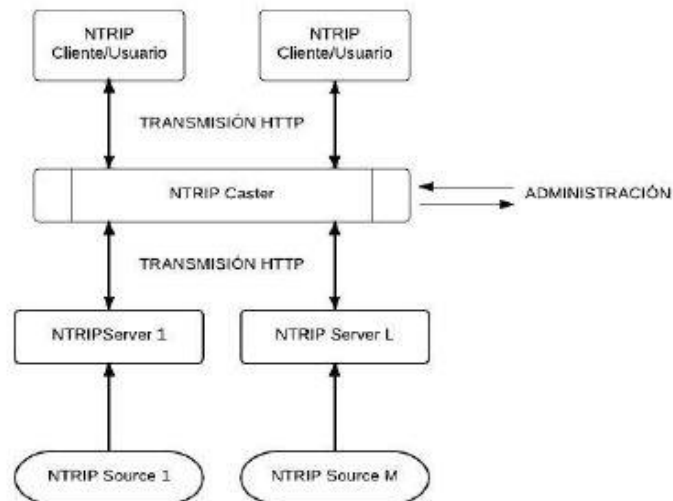 NTRIP
Cliente/Usuario
NTRIP
Cliente/Usuario
TRANSMISIÓN HTTP
NTRIP Caster
ADMINISTRACIÓN
TRANSMISIÓN HTTP
NTRIPServer 1
NTRIP Server L
NTRIP Source 1
NTRIP Source M